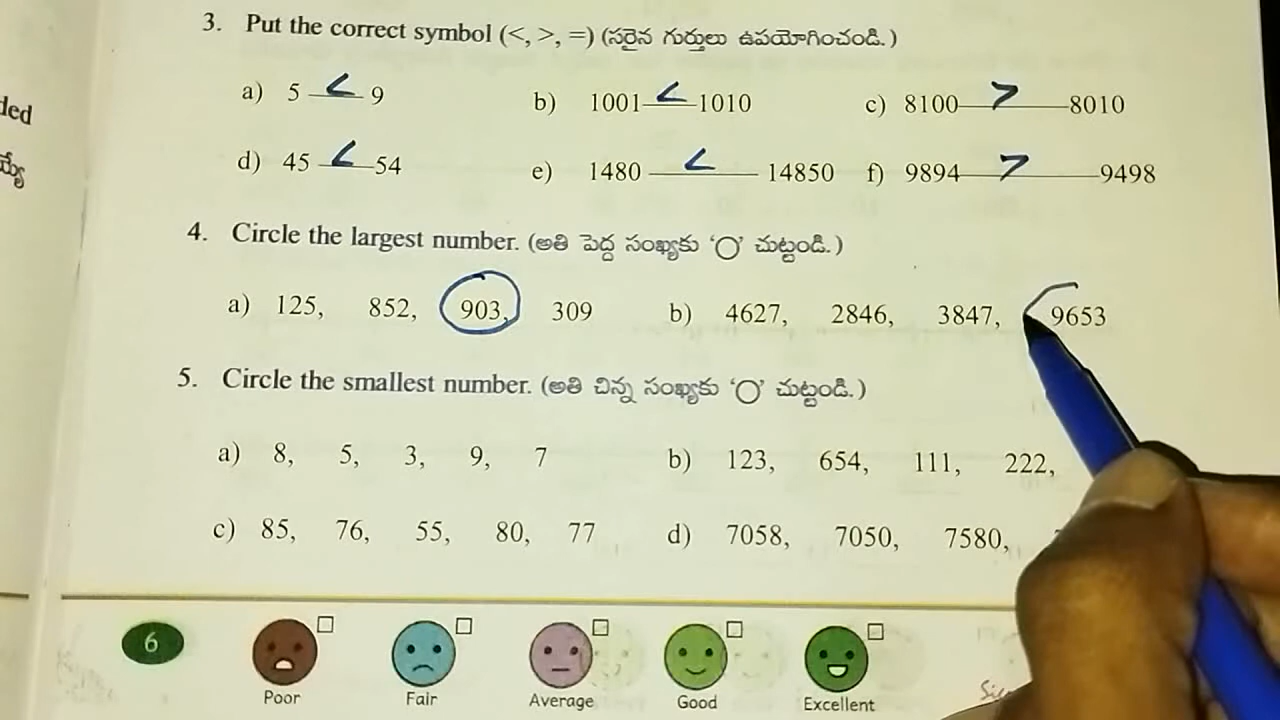 ded
య్యే
3. Put the correct symbol (<, >, =) (సరైన గుర్తులు ఉపయోగించండి.)
a) 5 < 9 b) 1001 < 1010 c) 8100 > 8010
d) 45 < 54 e) 1480 < 14850 f) 9894 > 9498
4. Circle the largest number. (అతి పెద్ద సంఖ్యకు ‘O’ చుట్టండి.)
a) 125, 852, 903, 309 b) 4627, 2846, 3847, 9653
5. Circle the smallest number. (అతి చిన్న సంఖ్యకు ‘O’ చుట్టండి.)
a) 8, 5, 3, 9, 7 b) 123, 654, 111, 222,
c) 85, 76, 55, 80, 77 d) 7058, 7050, 7580,
6
Poor Fair Average Good Excellent